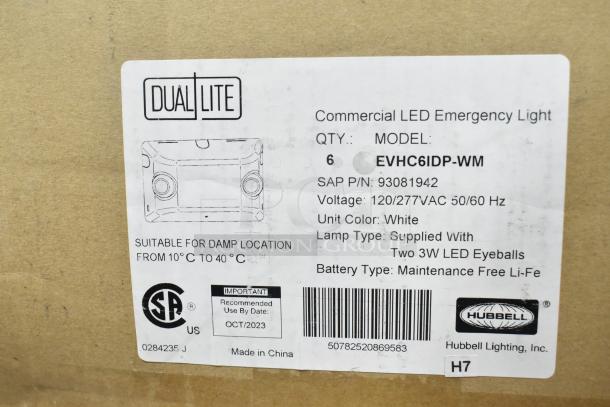 DUAL LITE
Commercial LED Emergency Light
QTY.: MODEL:
6 EVHC6IDP-WM
SAP P/N: 93081942
Voltage: 120/277VAC 50/60 Hz
Unit Color: White
Lamp Type: Supplied With
Two 3W LED Eyeballs
Battery Type: Maintenance Free Li-Fe
SUITABLE FOR DAMP LOCATION
FROM 10°C TO 40°C
SA ®
US
0284235 J
IMPORTANT
Recommended
Use By Date:
OCT/2023
Made in China
50782520869583
HUBBELL ®
Hubbell Lighting, Inc.
H7